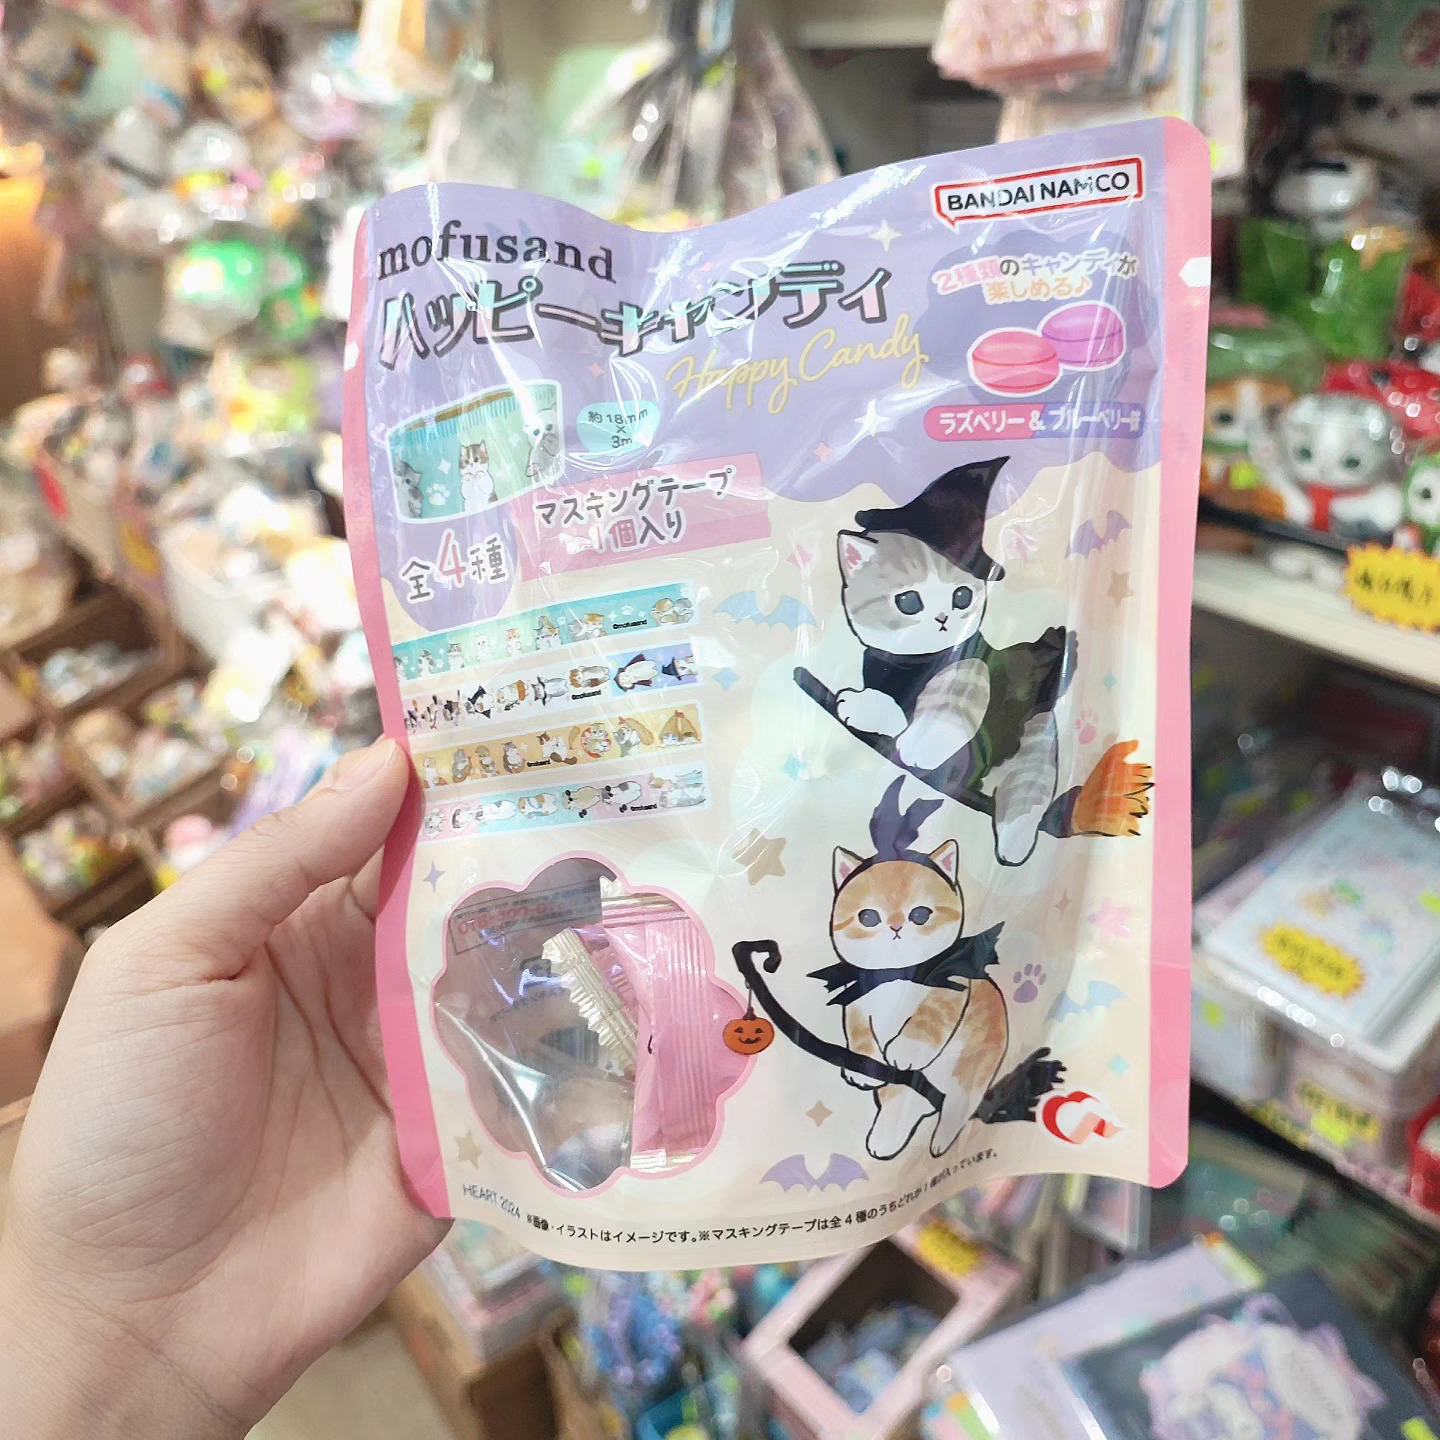 BANDAI NAMCO
mofusand
ハッピーキャンディ
Happy Candy
2種類のキャンディが
楽しめる♪
ラズベリー&ブルーベリー味
約18mm
×
3m
マスキングテープ
1個入り
全4種
©mofusand
©mofusand
©mofusand
©mofusand
HEART 2024
※画像・イラストはイメージです。※マスキングテープは全4種のうちどれか1個が入っています。